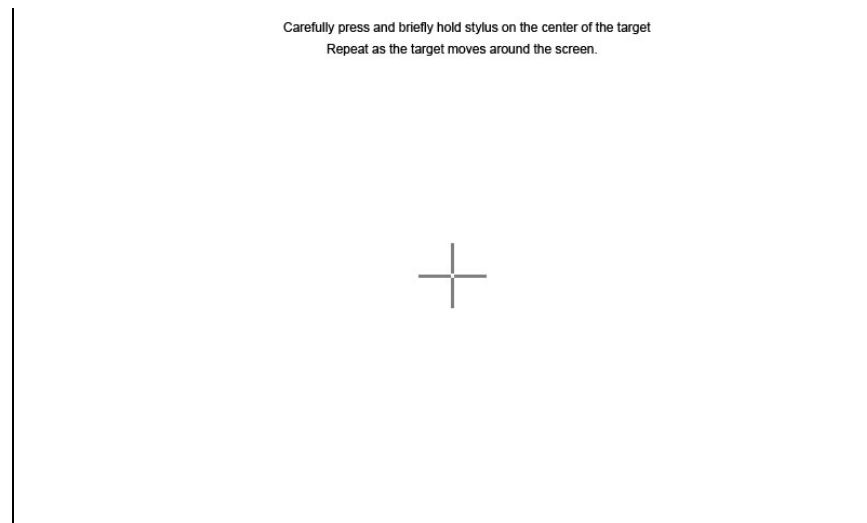 Carefully press and briefly hold stylus on the center of the target
Repeat as the target moves around the screen.